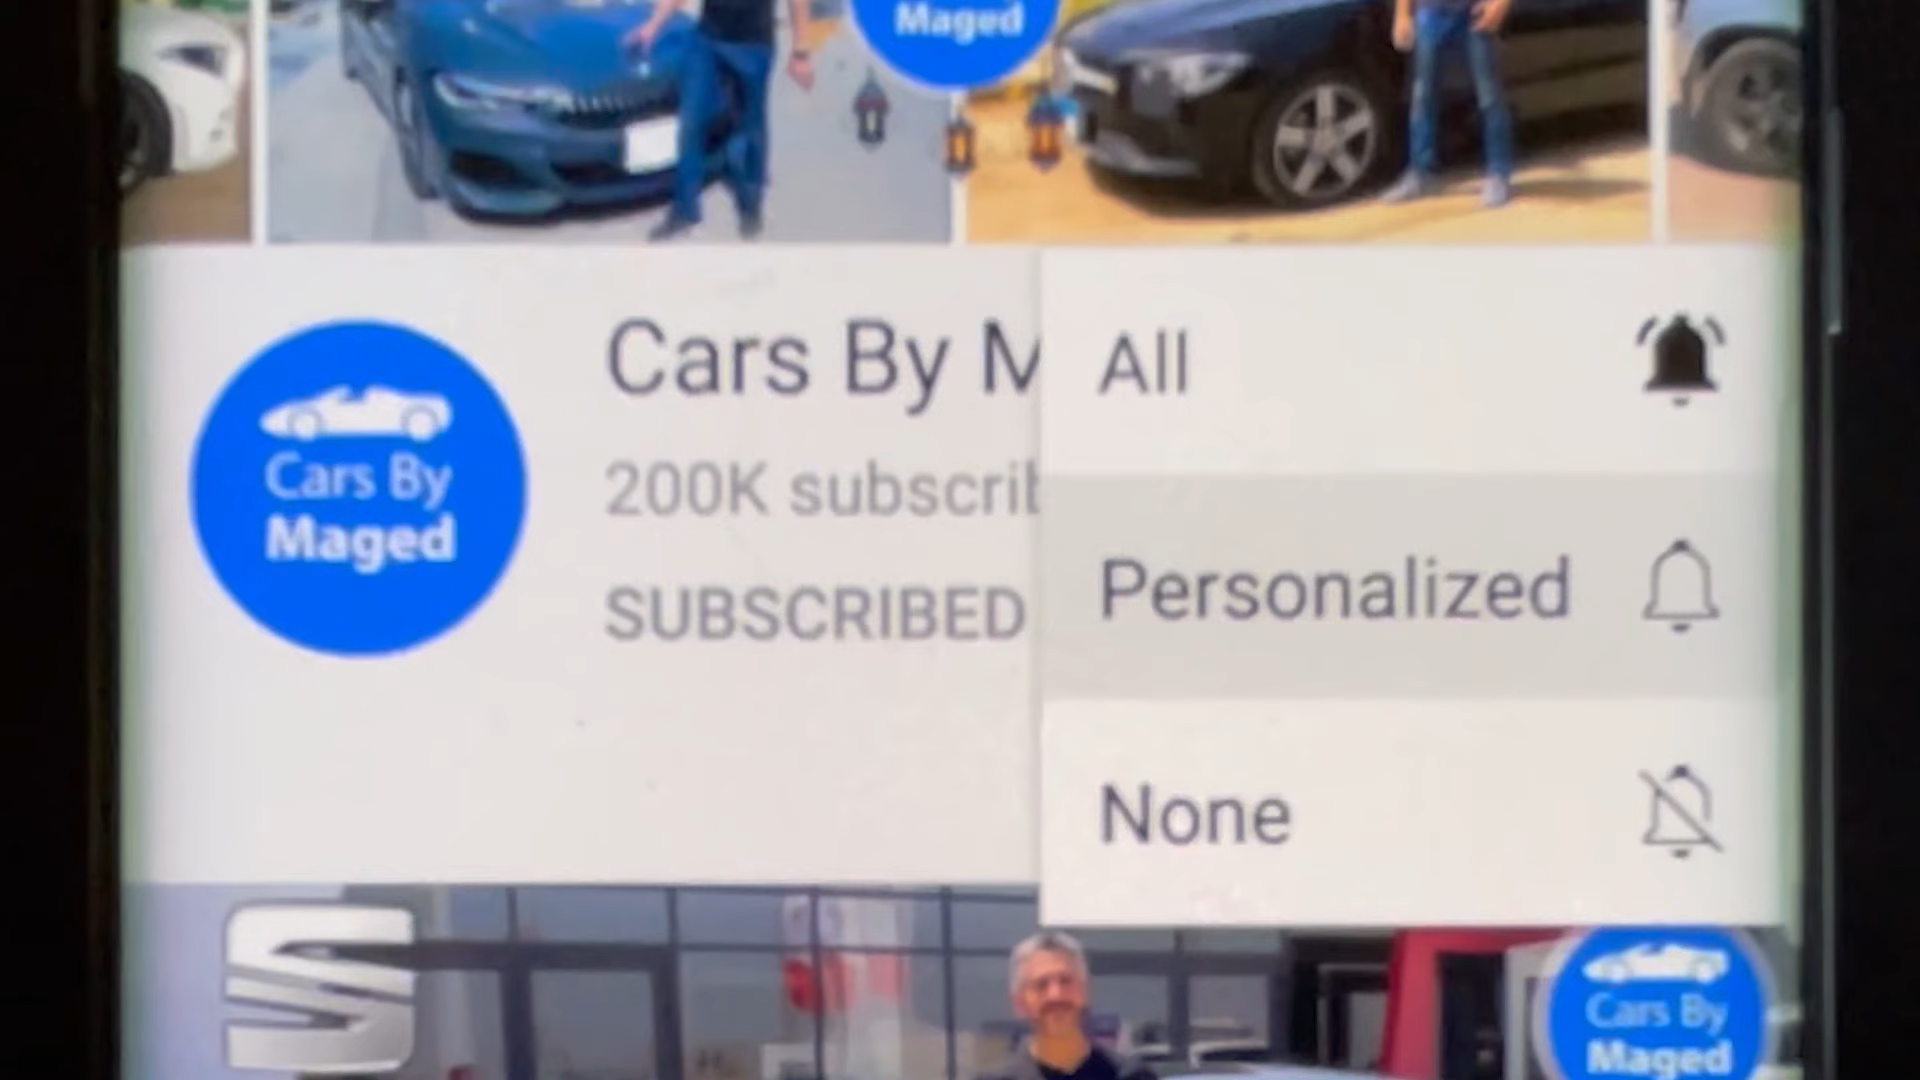 Maged
Cars By M
200K subscrib
SUBSCRIBED
Cars By
Maged
All
Personalized
None
Cars By
Maged